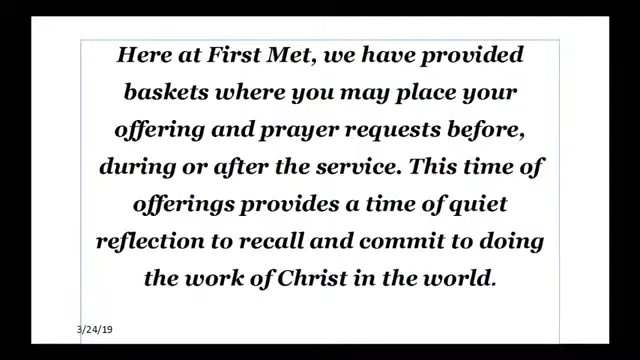 Here at First Met, we have provided
baskets where you may place your
offering and prayer requests before,
during or after the service. This time of
offerings provides a time of quiet
reflection to recall and commit to doing
the work of Christ in the world.
3/24/19